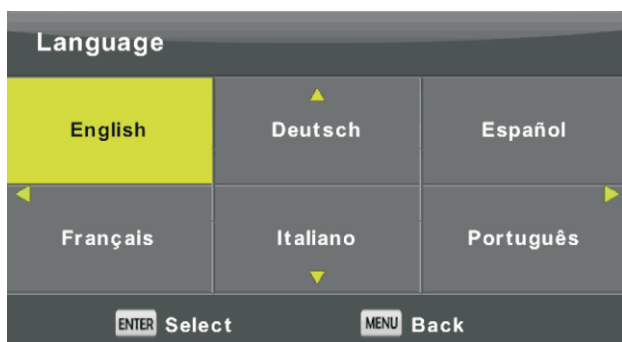 Language
English Deutsch Español
Français Italiano Português
ENTER Select MENU Back